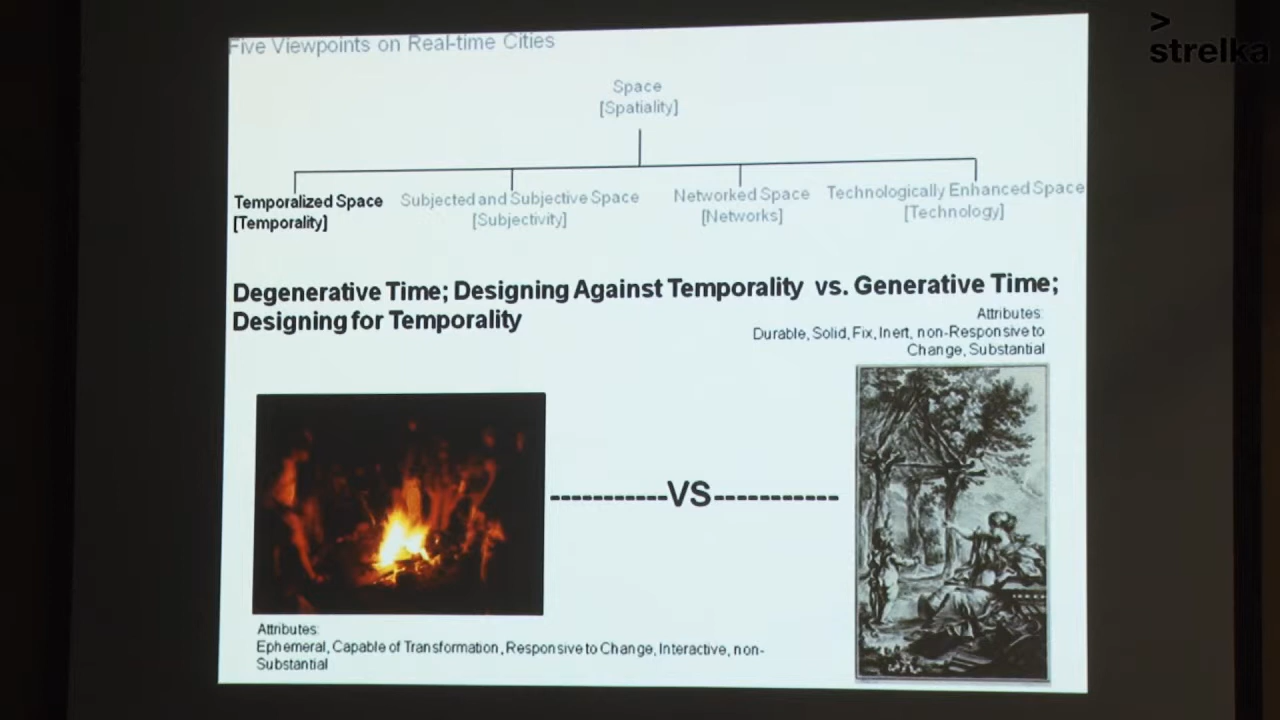 >
strelka
Five Viewpoints on Real-time Cities
Space
[Spatiality]
Temporalized Space
[Temporality]
Subjected and Subjective Space
[Subjectivity]
Networked Space
[Networks]
Technologically Enhanced Space
[Technology]
Degenerative Time; Designing Against Temporality vs. Generative Time;
Designing for Temporality
Attributes:
Durable, Solid, Fix, Inert, non-Responsive to
Change, Substantial
-----------VS-----------
Attributes:
Ephemeral, Capable of Transformation, Responsive to Change, Interactive, non-
Substantial